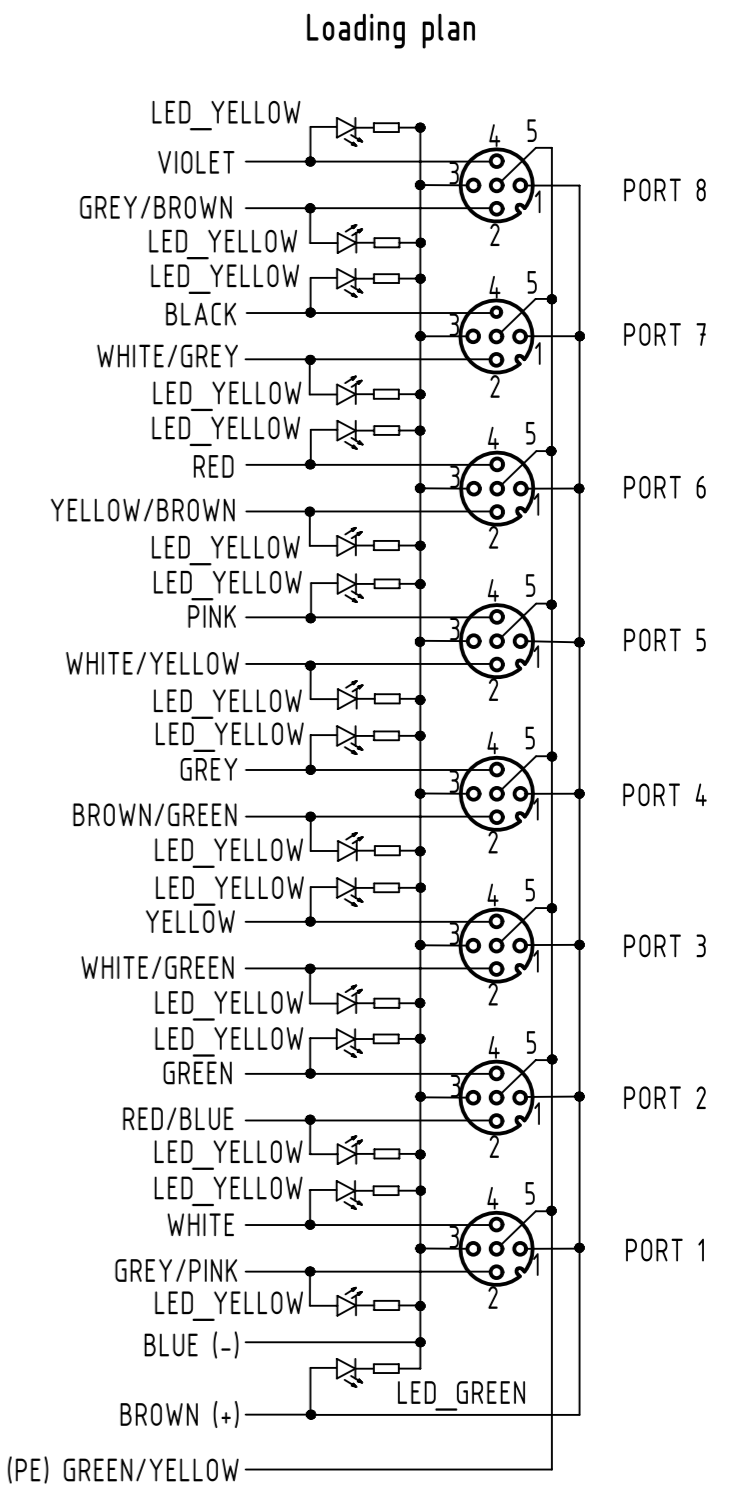 Loading plan
LED_YELLOW
4 5
VIOLET
3
PORT 8
GREY/BROWN
1
LED_YELLOW
2
LED_YELLOW
4 5
BLACK
3
PORT 7
WHITE/GREY
1
LED_YELLOW
2
LED_YELLOW
4 5
RED
3
PORT 6
YELLOW/BROWN
1
LED_YELLOW
2
LED_YELLOW
4 5
PINK
3
PORT 5
WHITE/YELLOW
1
LED_YELLOW
2
LED_YELLOW
4 5
GREY
3
PORT 4
BROWN/GREEN
1
LED_YELLOW
2
LED_YELLOW
4 5
YELLOW
3
PORT 3
WHITE/GREEN
1
LED_YELLOW
2
LED_YELLOW
4 5
GREEN
3
PORT 2
RED/BLUE
1
LED_YELLOW
2
LED_YELLOW
4 5
WHITE
3
PORT 1
GREY/PINK
1
LED_YELLOW
2
BLUE (-)
LED_GREEN
BROWN (+)
(PE) GREEN/YELLOW